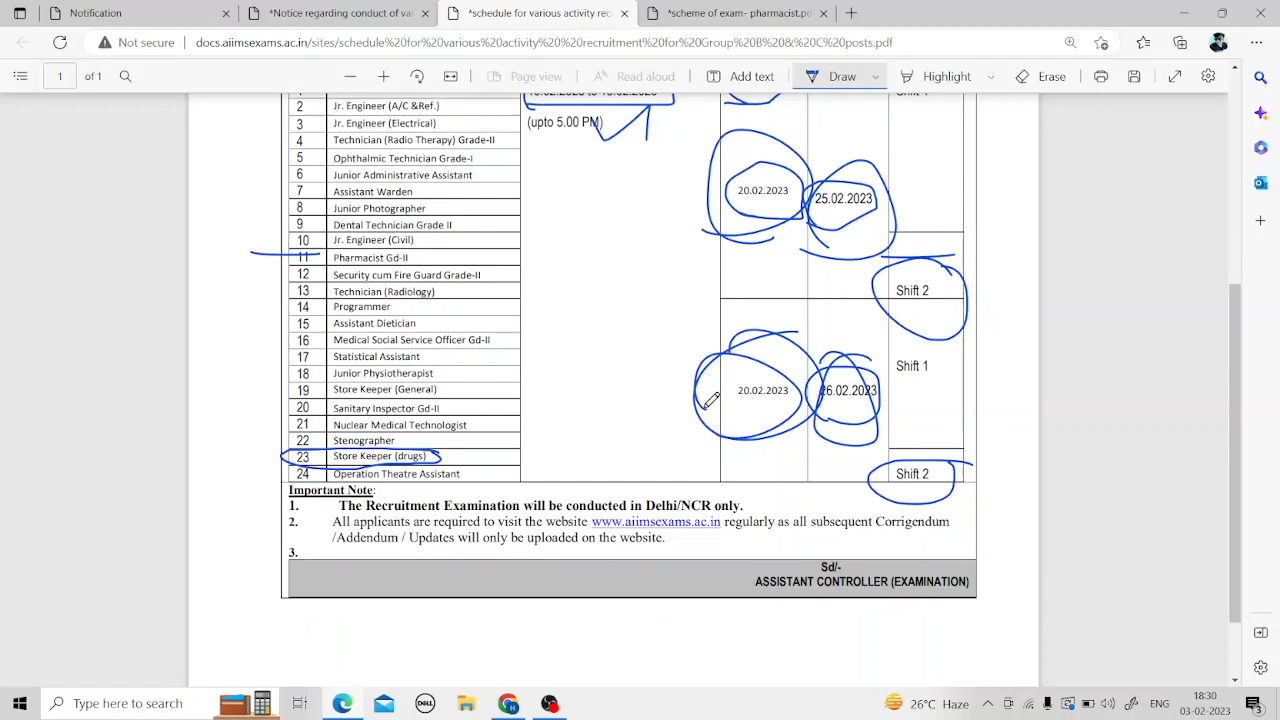 Notification
*Notice regarding conduct of vari
*schedule for various activity rec
*scheme of exam- pharmacist.pdf
Not secure
docs.aiimsexams.ac.in/sites/schedule%20for%20various%20activity%20%20recruitment%20for%20Group%20B%20&%20C%20posts.pdf
1 of 1
Page view
Read aloud
Add text
Draw
Highlight
Erase
2 Jr. Engineer (A/C &Ref.)
3 Jr. Engineer (Electrical) (upto 5.00 PM)
4 Technician (Radio Therapy) Grade-II
5 Ophthalmic Technician Grade-I
6 Junior Administrative Assistant
7 Assistant Warden 20.02.2023 25.02.2023
8 Junior Photographer
9 Dental Technician Grade II
10 Jr. Engineer (Civil)
11 Pharmacist Gd-II
12 Security cum Fire Guard Grade-II
13 Technician (Radiology) Shift 2
14 Programmer
15 Assistant Dietician
16 Medical Social Service Officer Gd-II
17 Statistical Assistant
18 Junior Physiotherapist Shift 1
19 Store Keeper (General) 20.02.2023 26.02.2023
20 Sanitary Inspector Gd-II
21 Nuclear Medical Technologist
22 Stenographer
23 Store Keeper (drugs)
24 Operation Theatre Assistant Shift 2
Important Note:
1. The Recruitment Examination will be conducted in Delhi/NCR only.
2. All applicants are required to visit the website www.aiimsexams.ac.in regularly as all subsequent Corrigendum
/Addendum / Updates will only be uploaded on the website.
3.
Sd/-
ASSISTANT CONTROLLER (EXAMINATION)
Type here to search
DELL
26°C Haze
ENG
18:30
03-02-2023
3